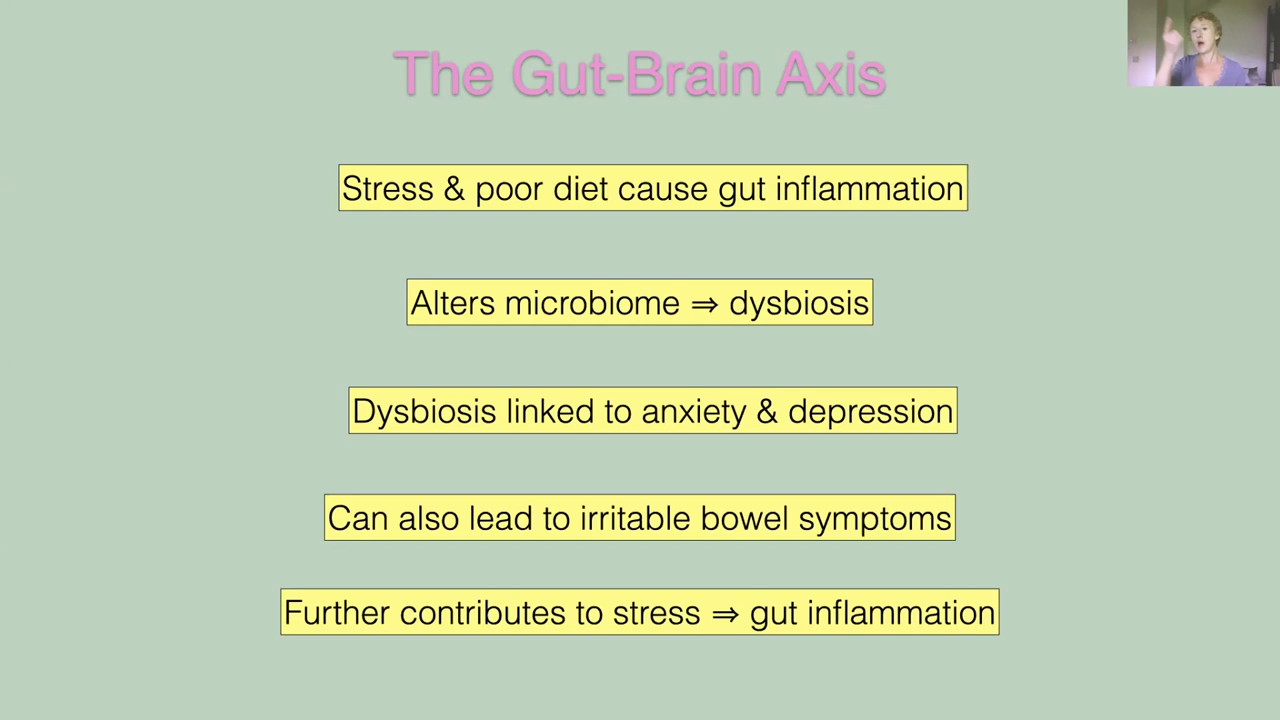 The Gut-Brain Axis
Stress & poor diet cause gut inflammation
Alters microbiome ⇒ dysbiosis
Dysbiosis linked to anxiety & depression
Can also lead to irritable bowel symptoms
Further contributes to stress ⇒ gut inflammation